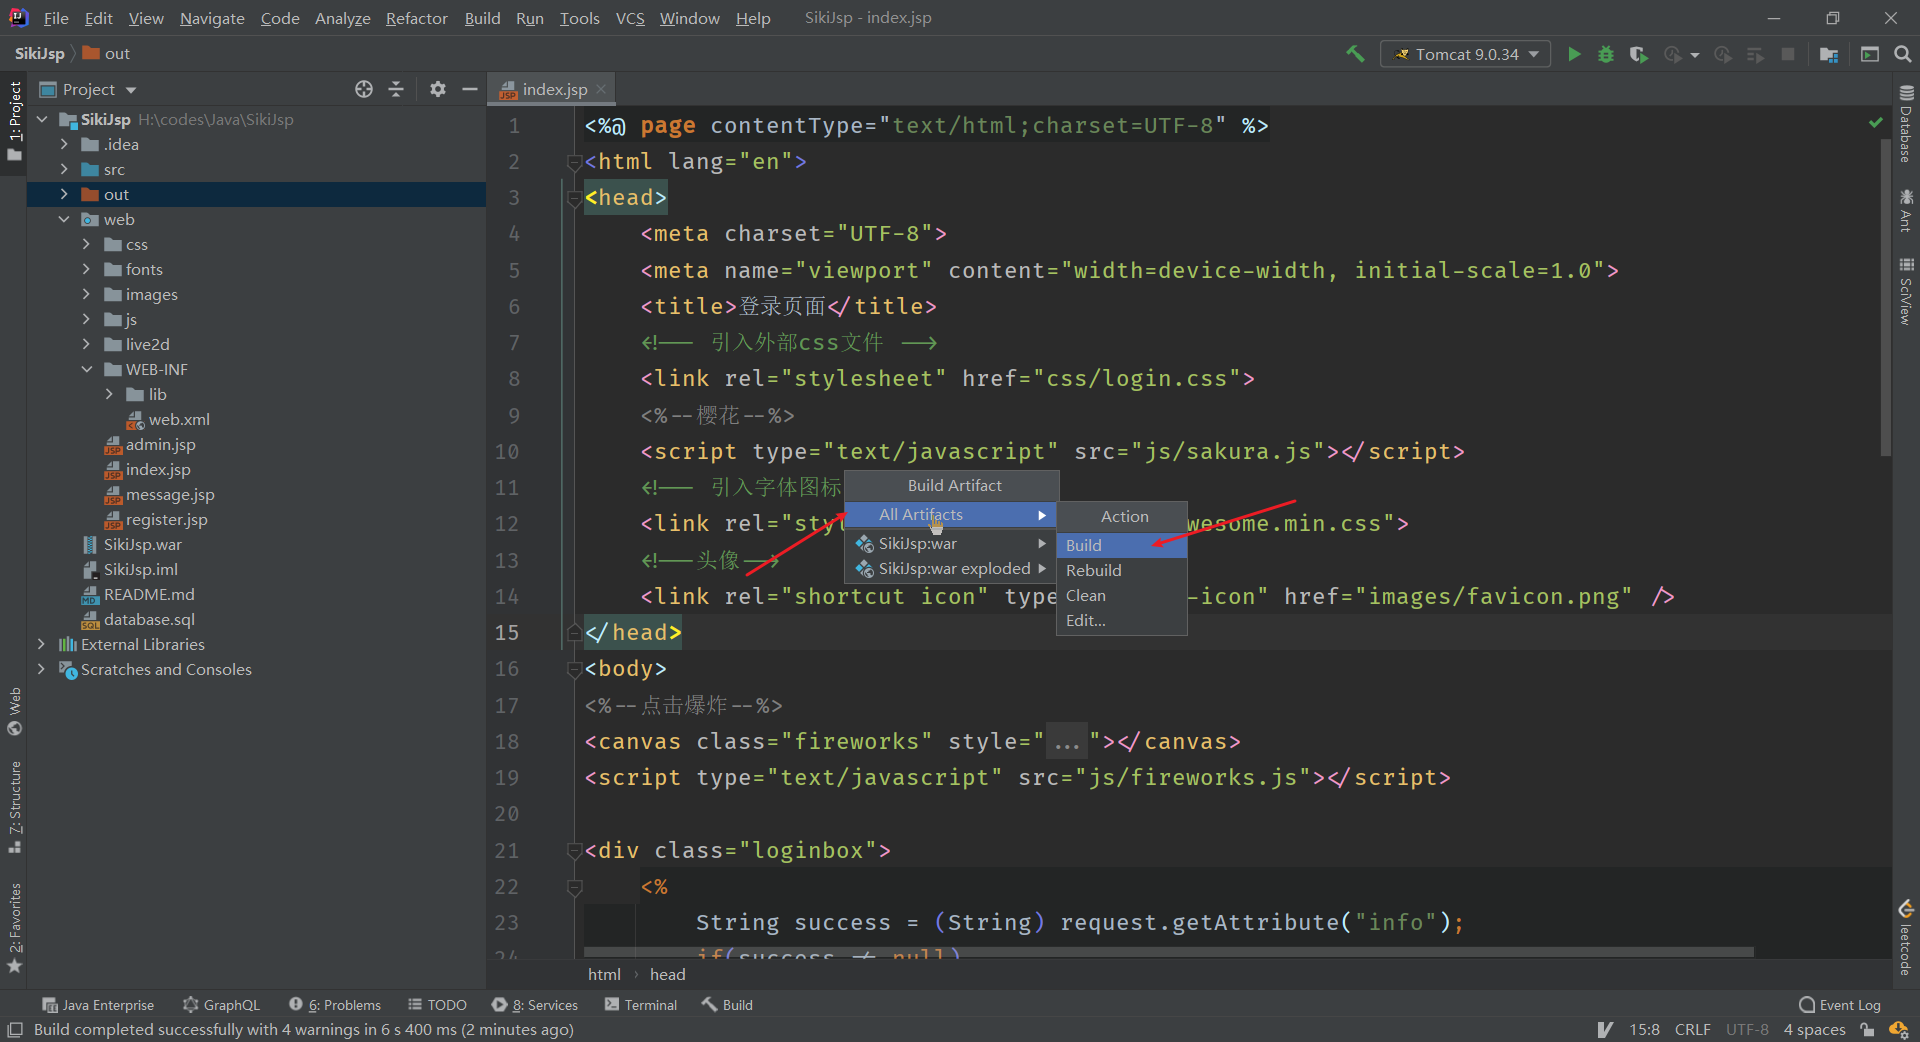 File Edit View Navigate Code Analyze Refactor Build Run Tools VCS Window Help SikiJsp - index.jsp
SikiJsp out
Tomcat 9.0.34
1: Project
Project
SikiJsp H:\codes\Java\SikiJsp
.idea
src
out
web
css
fonts
images
js
live2d
WEB-INF
lib
web.xml
admin.jsp
index.jsp
message.jsp
register.jsp
SikiJsp.war
SikiJsp.iml
README.md
database.sql
External Libraries
Scratches and Consoles
Web
7: Structure
2: Favorites
index.jsp
1 <%@ page contentType="text/html;charset=UTF-8" %>
2 <html lang="en">
3 <head>
4 <meta charset="UTF-8">
5 <meta name="viewport" content="width=device-width, initial-scale=1.0">
6 <title>登录页面</title>
7 <!-- 引入外部css文件 -->
8 <link rel="stylesheet" href="css/login.css">
9 <%--樱花--%>
10 <script type="text/javascript" src="js/sakura.js"></script>
11 <!-- 引入字体图标
12 <link rel="sty esome.min.css">
13 <!--头像-->
14 <link rel="shortcut icon" type -icon" href="images/favicon.png" />
15 </head>
16 <body>
17 <%--点击爆炸--%>
18 <canvas class="fireworks" style="..."></canvas>
19 <script type="text/javascript" src="js/fireworks.js"></script>
20
21 <div class="loginbox">
22 <%
23 String success = (String) request.getAttribute("info");
24 if(success != null)
Build Artifact
All Artifacts
SikiJsp:war
SikiJsp:war exploded
Action
Build
Rebuild
Clean
Edit...
html › head
Database
Ant
SciView
leetcode
Java Enterprise GraphQL 6: Problems TODO 8: Services Terminal Build Event Log
Build completed successfully with 4 warnings in 6 s 400 ms (2 minutes ago) 15:8 CRLF UTF-8 4 spaces